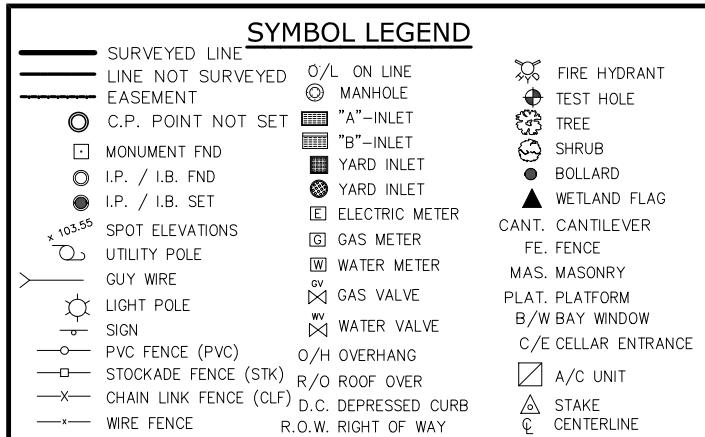 SYMBOL LEGEND
SURVEYED LINE
LINE NOT SURVEYED
EASEMENT
C.P. POINT NOT SET
MONUMENT FND
I.P. / I.B. FND
I.P. / I.B. SET
x 103.55 SPOT ELEVATIONS
UTILITY POLE
GUY WIRE
LIGHT POLE
SIGN
PVC FENCE (PVC)
STOCKADE FENCE (STK)
X CHAIN LINK FENCE (CLF)
x WIRE FENCE
O/L ON LINE
MANHOLE
"A"-INLET
"B"-INLET
YARD INLET
YARD INLET
E ELECTRIC METER
G GAS METER
W WATER METER
GV GAS VALVE
WV WATER VALVE
O/H OVERHANG
R/O ROOF OVER
D.C. DEPRESSED CURB
R.O.W. RIGHT OF WAY
FIRE HYDRANT
TEST HOLE
TREE
SHRUB
BOLLARD
WETLAND FLAG
CANT. CANTILEVER
FE. FENCE
MAS. MASONRY
PLAT. PLATFORM
B/W BAY WINDOW
C/E CELLAR ENTRANCE
A/C UNIT
STAKE
℄ CENTERLINE